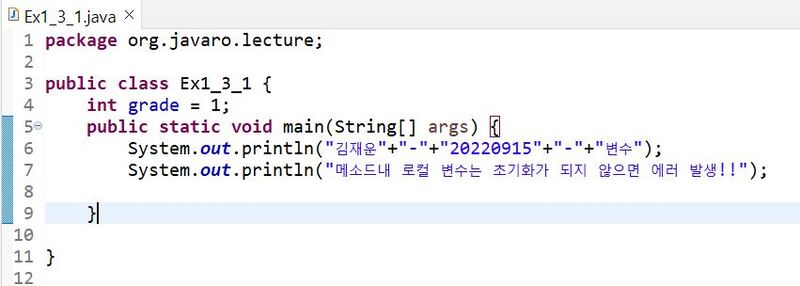 Ex1_3_1.java
1 package org.javaro.lecture;
2
3 public class Ex1_3_1 {
4     int grade = 1;
5     public static void main(String[] args) {
6         System.out.println("김재운"+"-"+"20220915"+"-"+"변수");
7         System.out.println("메소드내 로컬 변수는 초기화가 되지 않으면 에러 발생!!");
8
9     }
10
11 }
12